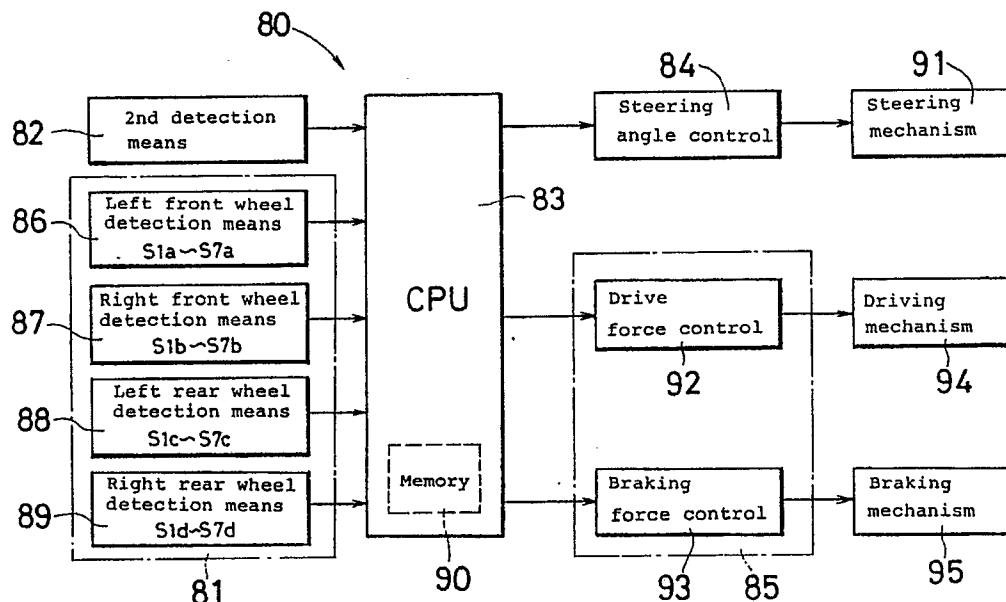 80
82
2nd detection
means
86
Left front wheel
detection means
S1a~S7a
87
Right front wheel
detection means
S1b~S7b
88
Left rear wheel
detection means
S1c~S7c
89
Right rear wheel
detection means
S1d~S7d
81
CPU
83
Memory
90
84
Steering
angle control
91
Steering
mechanism
Drive
force control
92
Driving
mechanism
94
Braking
force control
93
85
Braking
mechanism
95